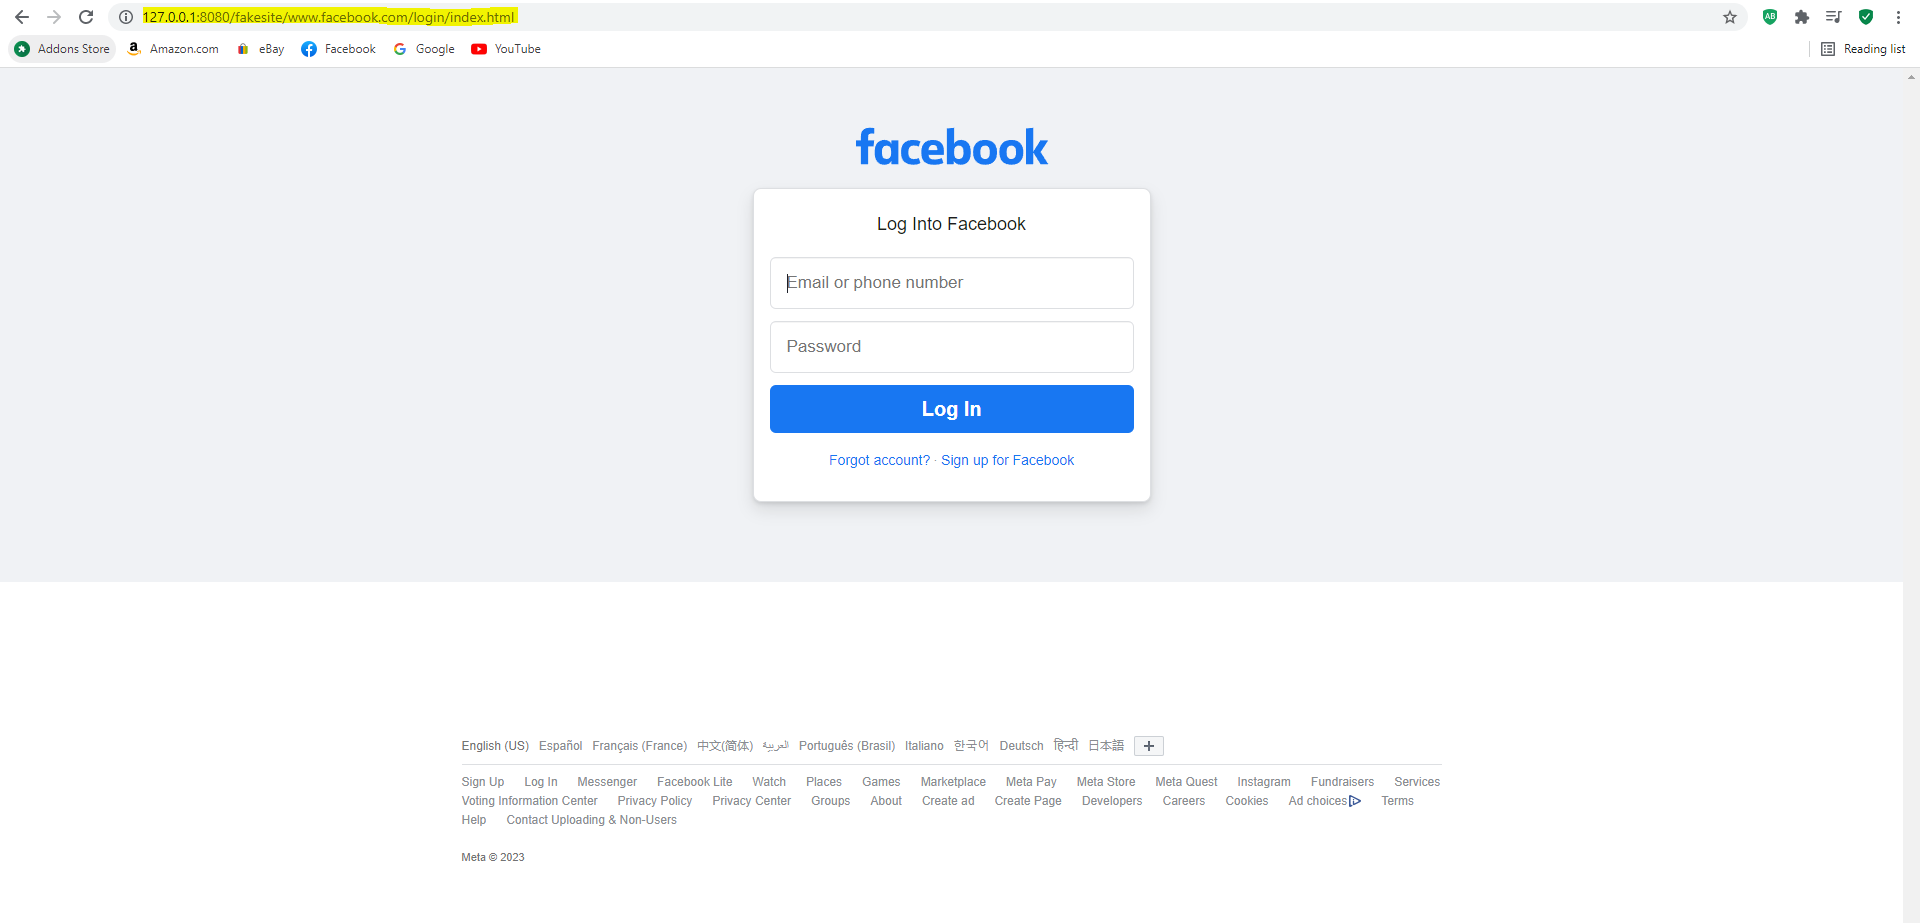 127.0.0.1:8080/fakesite/www.facebook.com/login/index.html
AB
Addons Store Amazon.com eBay Facebook Google YouTube Reading list
facebook
Log Into Facebook
Email or phone number
Password
Log In
Forgot account? · Sign up for Facebook
English (US) Español Français (France) 中文(简体) العربية Português (Brasil) Italiano 한국어 Deutsch हिन्दी 日本語
Sign Up Log In Messenger Facebook Lite Watch Places Games Marketplace Meta Pay Meta Store Meta Quest Instagram Fundraisers Services
Voting Information Center Privacy Policy Privacy Center Groups About Create ad Create Page Developers Careers Cookies Ad choices Terms
Help Contact Uploading & Non-Users
Meta © 2023